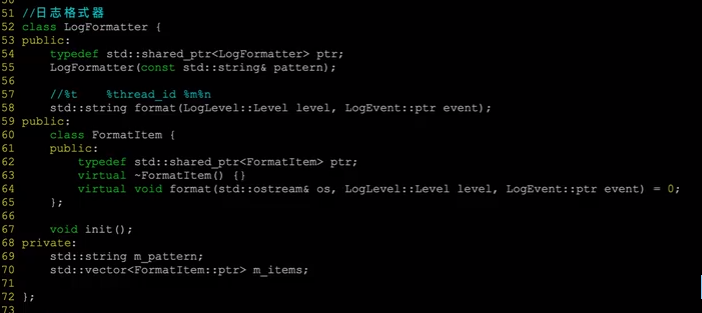 51 //日志格式器
52 class LogFormatter {
53 public:
54     typedef std::shared_ptr<LogFormatter> ptr;
55     LogFormatter(const std::string& pattern);
56
57     //%t    %thread_id %m%n
58     std::string format(LogLevel::Level level, LogEvent::ptr event);
59 public:
60     class FormatItem {
61     public:
62         typedef std::shared_ptr<FormatItem> ptr;
63         virtual ~FormatItem() {}
64         virtual void format(std::ostream& os, LogLevel::Level level, LogEvent::ptr event) = 0;
65     };
66
67     void init();
68 private:
69     std::string m_pattern;
70     std::vector<FormatItem::ptr> m_items;
71
72 };
73